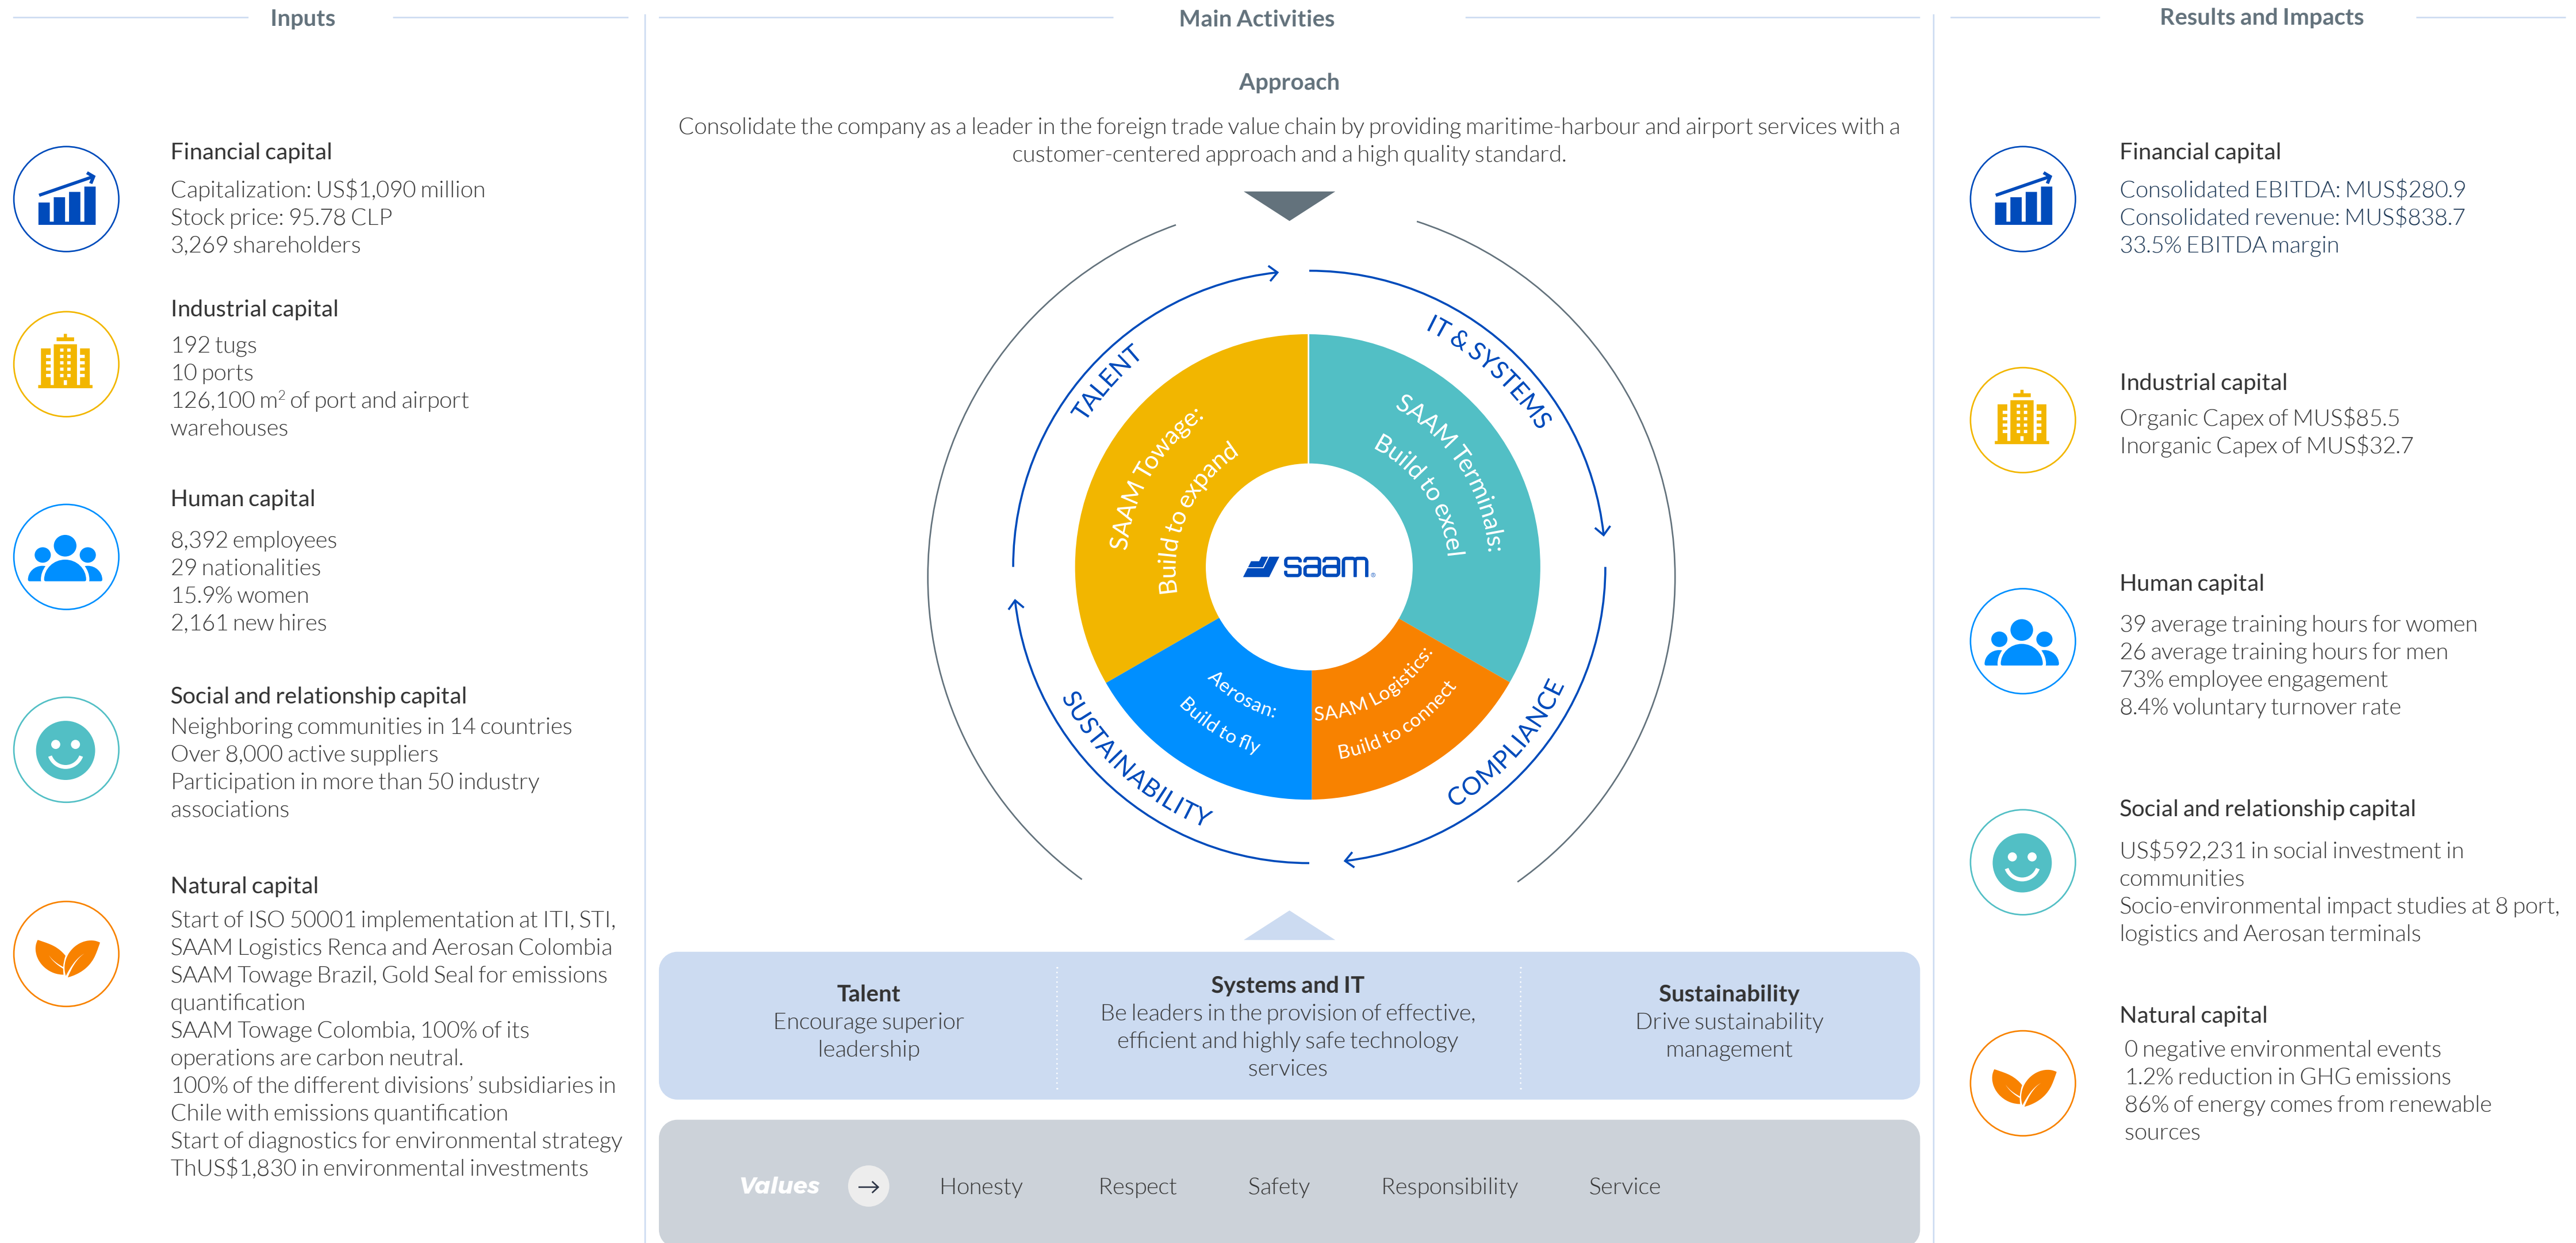 Inputs
Financial capital
Capitalization: US$1,090 million
Stock price: 95.78 CLP
3,269 shareholders
Industrial capital
192 tugs
10 ports
126,100 m² of port and airport
warehouses
Human capital
8,392 employees
29 nationalities
15.9% women
2,161 new hires
Social and relationship capital
Neighboring communities in 14 countries
Over 8,000 active suppliers
Participation in more than 50 industry
associations
Natural capital
Start of ISO 50001 implementation at ITI, STI,
SAAM Logistics Renca and Aerosan Colombia
SAAM Towage Brazil, Gold Seal for emissions
quantification
SAAM Towage Colombia, 100% of its
operations are carbon neutral.
100% of the different divisions’ subsidiaries in
Chile with emissions quantification
Start of diagnostics for environmental strategy
ThUS$1,830 in environmental investments
Main Activities
Approach
Consolidate the company as a leader in the foreign trade value chain by providing maritime-harbour and airport services with a
customer-centered approach and a high quality standard.
TALENT
IT & SYSTEMS
SAAM Towage:
Build to expand
SAAM Terminals:
Build to excel
saam®
Aerosan:
Build to fly
SAAM Logistics:
Build to connect
SUSTAINABILITY
COMPLIANCE
Talent
Encourage superior
leadership
Systems and IT
Be leaders in the provision of effective,
efficient and highly safe technology
services
Sustainability
Drive sustainability
management
Values → Honesty Respect Safety Responsibility Service
Results and Impacts
Financial capital
Consolidated EBITDA: MUS$280.9
Consolidated revenue: MUS$838.7
33.5% EBITDA margin
Industrial capital
Organic Capex of MUS$85.5
Inorganic Capex of MUS$32.7
Human capital
39 average training hours for women
26 average training hours for men
73% employee engagement
8.4% voluntary turnover rate
Social and relationship capital
US$592,231 in social investment in
communities
Socio-environmental impact studies at 8 port,
logistics and Aerosan terminals
Natural capital
0 negative environmental events
1.2% reduction in GHG emissions
86% of energy comes from renewable
sources